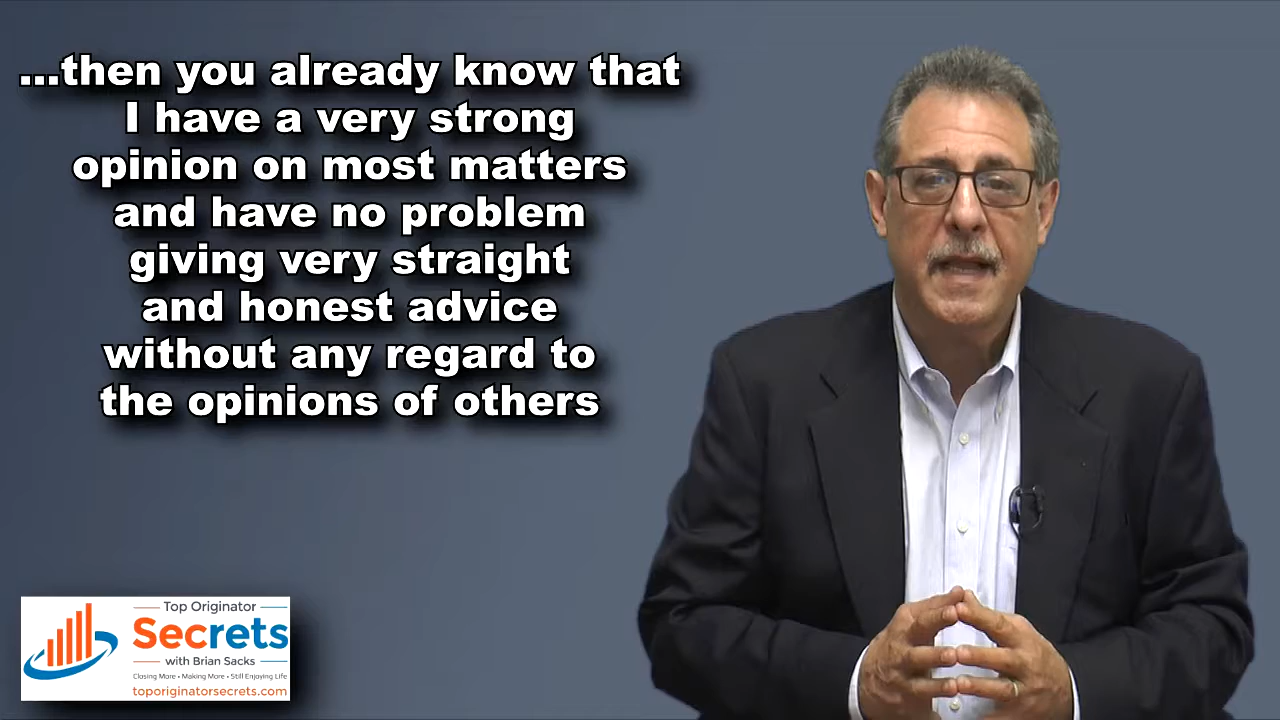 ...then you already know that
I have a very strong
opinion on most matters
and have no problem
giving very straight
and honest advice
without any regard to
the opinions of others
Top Originator
Secrets
with Brian Sacks
Closing More • Making More • Still Enjoying Life
toporiginatorsecrets.com